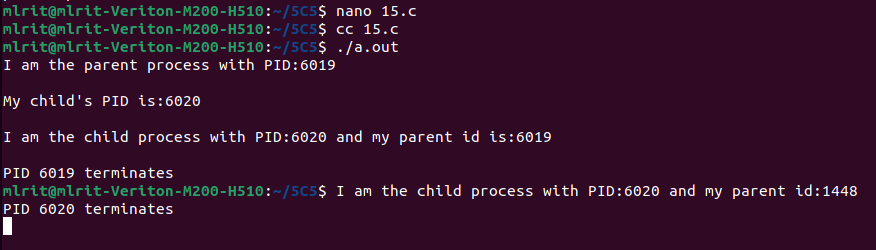 mlrit@mlrit-Veriton-M200-H510:~/5C5$ nano 15.c
mlrit@mlrit-Veriton-M200-H510:~/5C5$ cc 15.c
mlrit@mlrit-Veriton-M200-H510:~/5C5$ ./a.out
I am the parent process with PID:6019
My child's PID is:6020
I am the child process with PID:6020 and my parent id is:6019
PID 6019 terminates
mlrit@mlrit-Veriton-M200-H510:~/5C5$ I am the child process with PID:6020 and my parent id:1448
PID 6020 terminates